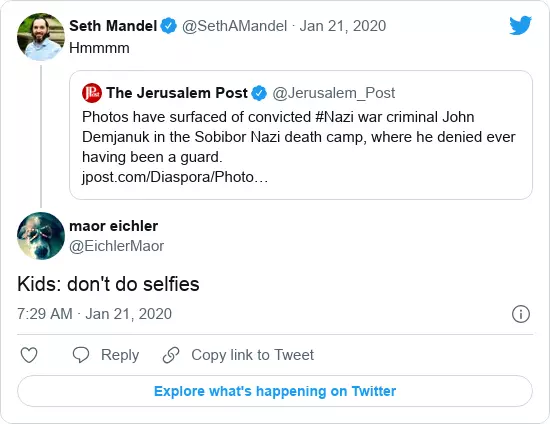 Seth Mandel @SethAMandel · Jan 21, 2020
Hmmmm
The Jerusalem Post @Jerusalem_Post
Photos have surfaced of convicted #Nazi war criminal John
Demjanuk in the Sobibor Nazi death camp, where he denied ever
having been a guard.
jpost.com/Diaspora/Photo…
maor eichler
@EichlerMaor
Kids: don't do selfies
7:29 AM · Jan 21, 2020
Reply Copy link to Tweet
Explore what's happening on Twitter